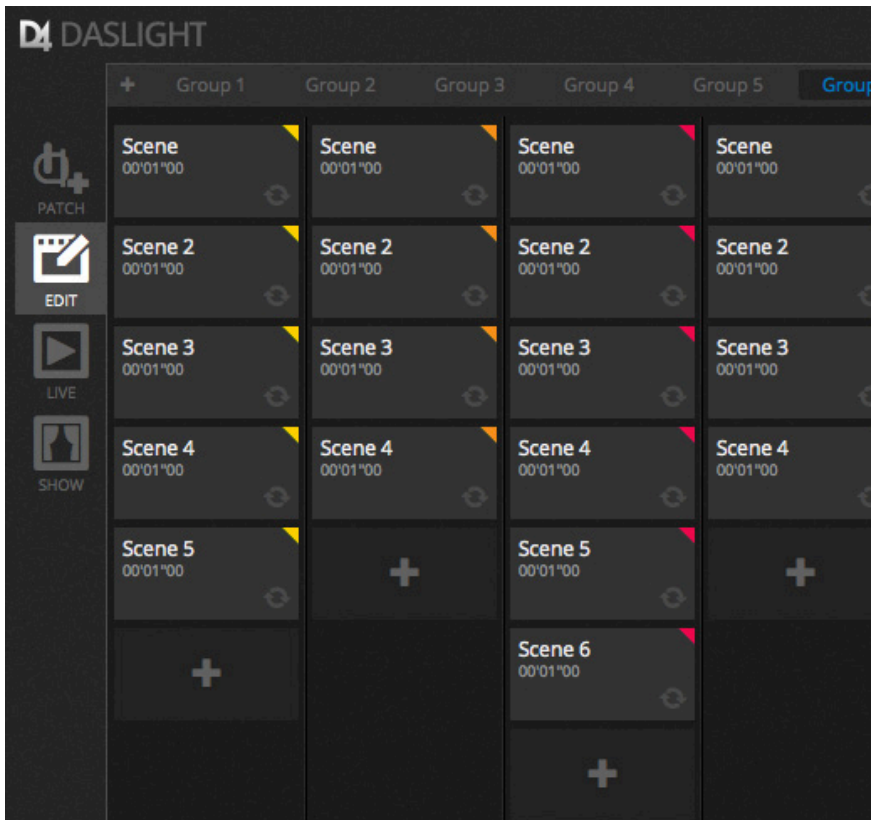 D4 DASLIGHT
+ Group 1 Group 2 Group 3 Group 4 Group 5 Group
PATCH
EDIT
LIVE
SHOW
Scene
00'01"00
Scene 2
00'01"00
Scene 3
00'01"00
Scene 4
00'01"00
Scene 5
00'01"00
+
Scene
00'01"00
Scene 2
00'01"00
Scene 3
00'01"00
Scene 4
00'01"00
+
Scene
00'01"00
Scene 2
00'01"00
Scene 3
00'01"00
Scene 4
00'01"00
Scene 5
00'01"00
Scene 6
00'01"00
+
Scene
00'01"00
Scene 2
00'01"00
Scene 3
00'01"00
Scene 4
00'01"00
+